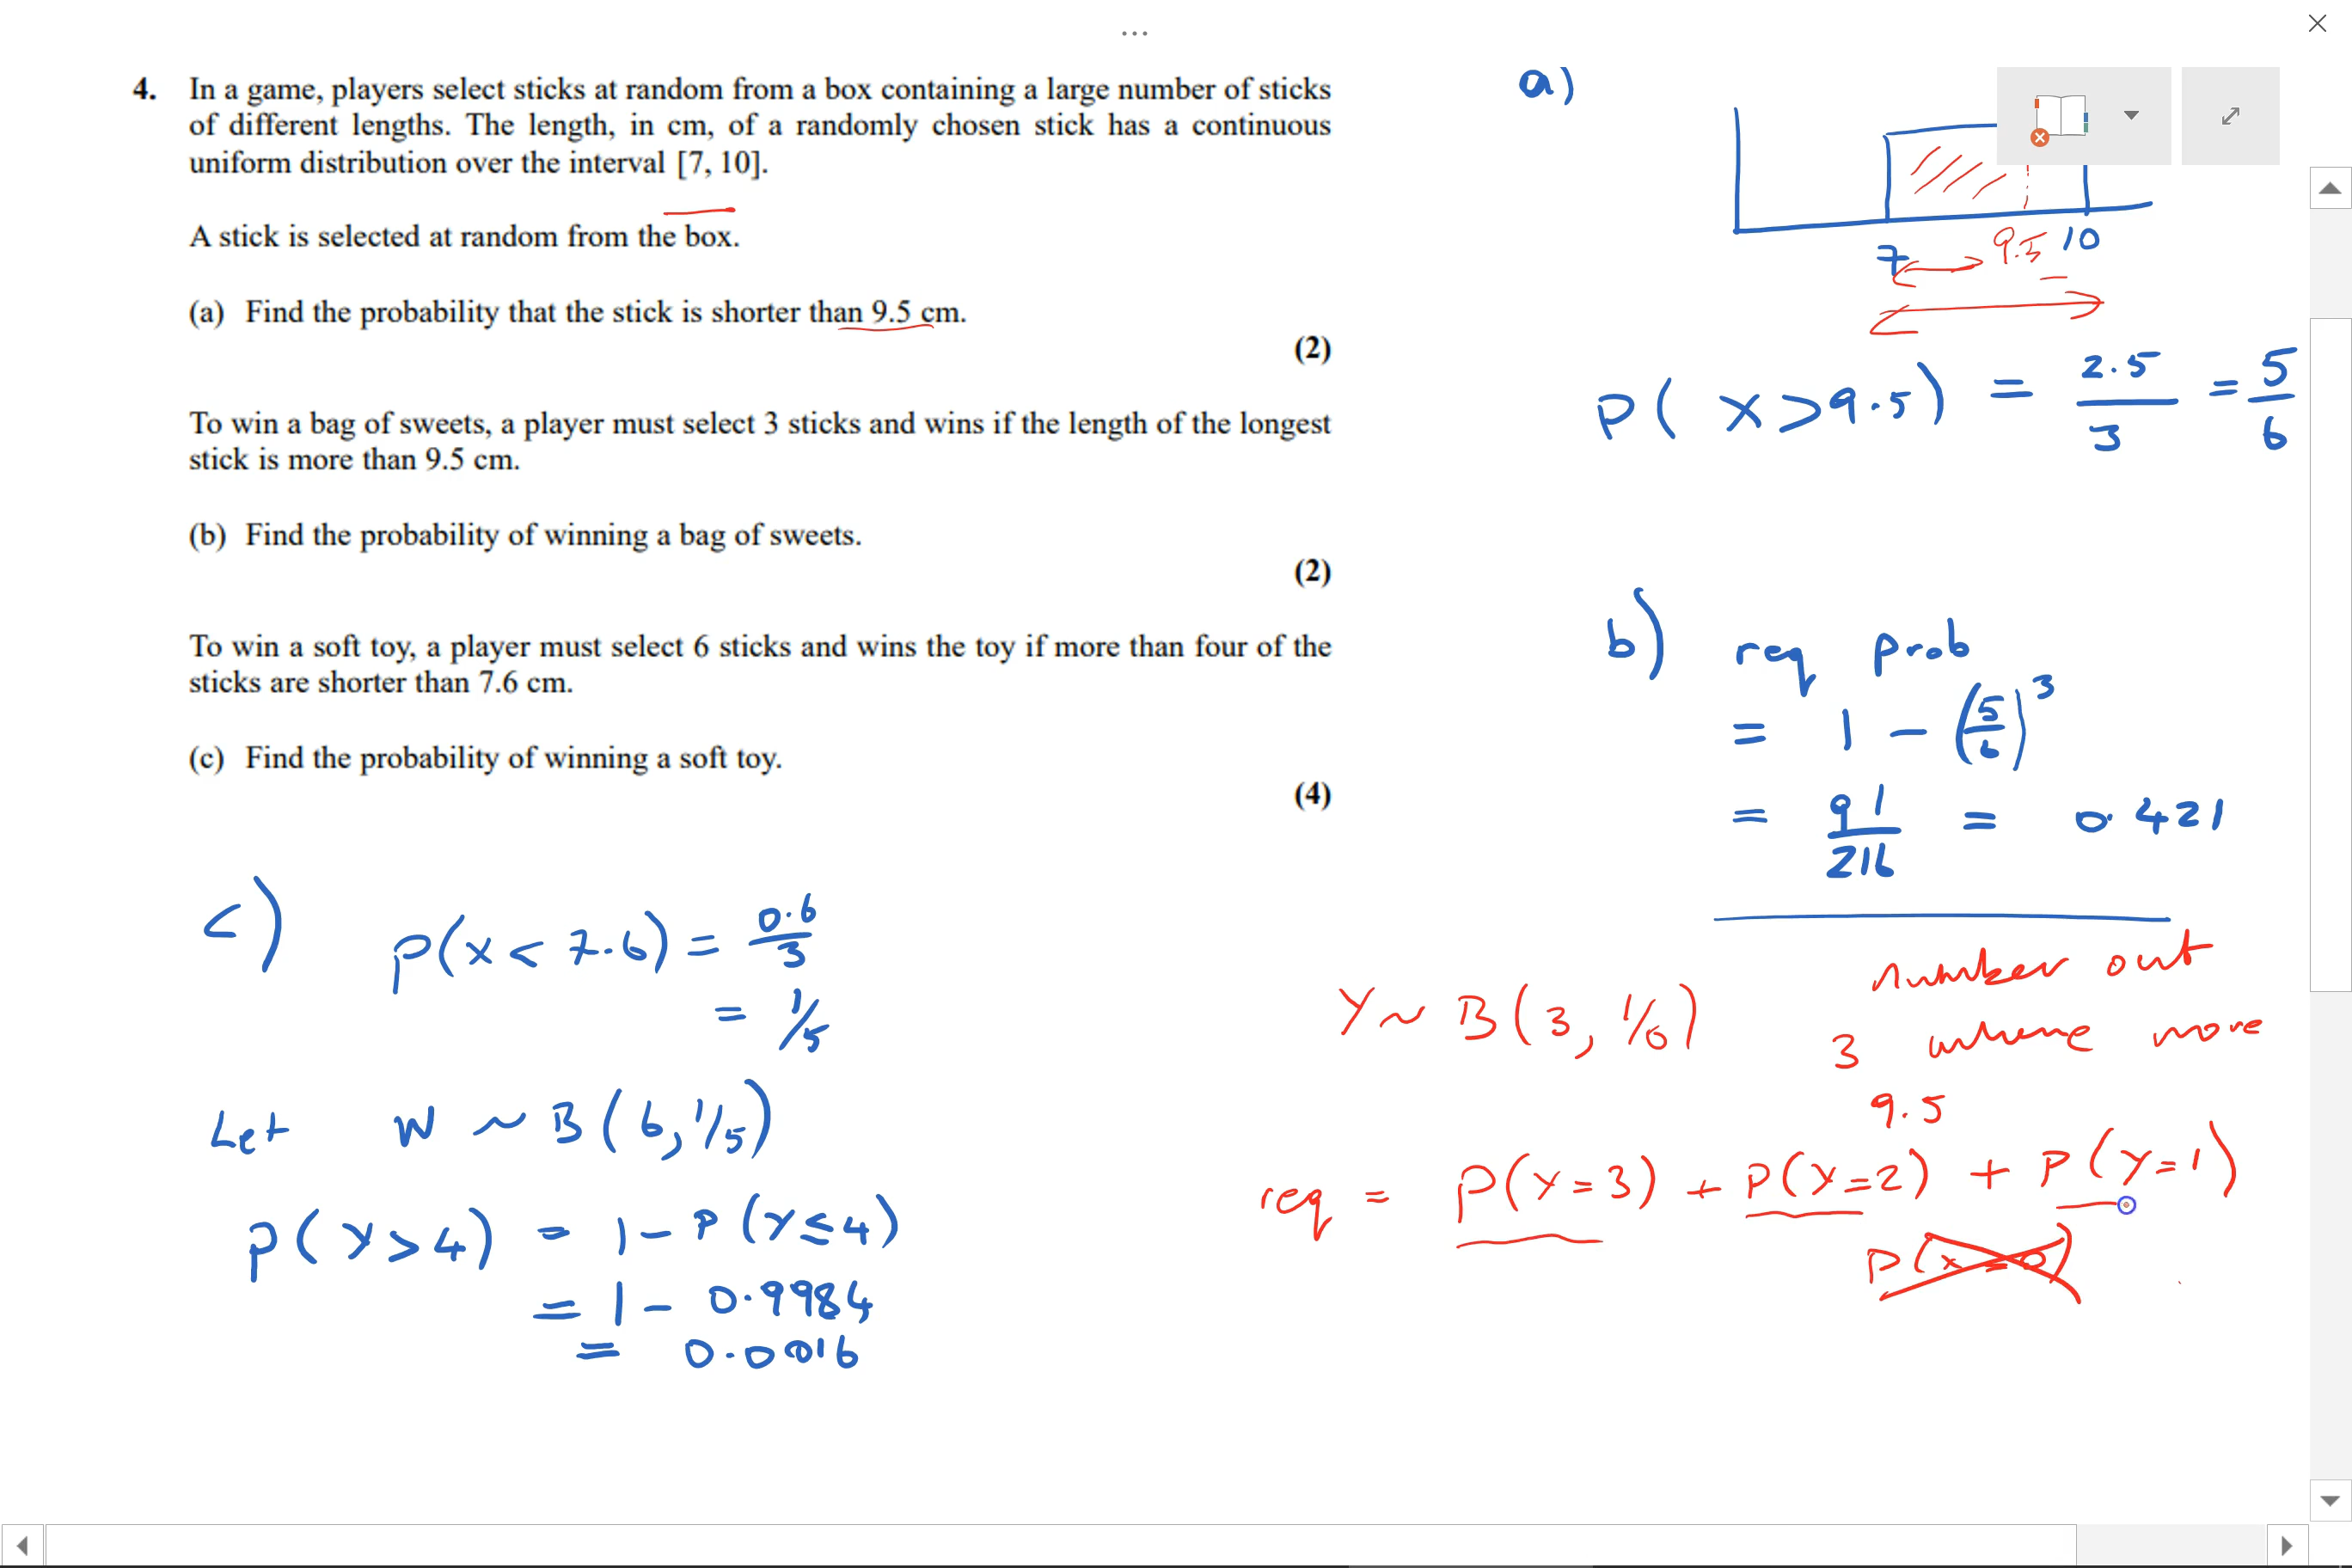 4. In a game, players select sticks at random from a box containing a large number of sticks
of different lengths. The length, in cm, of a randomly chosen stick has a continuous
uniform distribution over the interval [7, 10].
A stick is selected at random from the box.
(a) Find the probability that the stick is shorter than 9.5 cm.
(2)
To win a bag of sweets, a player must select 3 sticks and wins if the length of the longest
stick is more than 9.5 cm.
(b) Find the probability of winning a bag of sweets.
(2)
To win a soft toy, a player must select 6 sticks and wins the toy if more than four of the
sticks are shorter than 7.6 cm.
(c) Find the probability of winning a soft toy.
(4)
a)
7 9.5 10
P( x > 9.5 ) = 2.5/3 = 5/6
b) req prob
= 1 - (5/6)^3
= 91/216 = 0.421
c) P(x < 7.6) = 0.6/3
= 1/5
Let W ~ B(6, 1/5)
P( Y > 4 ) = 1 - P(Y ≤ 4)
= 1 - 0.9984
= 0.0016
number out
Y ~ B(3, 1/6) 3 where more
9.5
req = P(Y = 3) + P(Y = 2) + P(Y = 1)
P(x = 0)